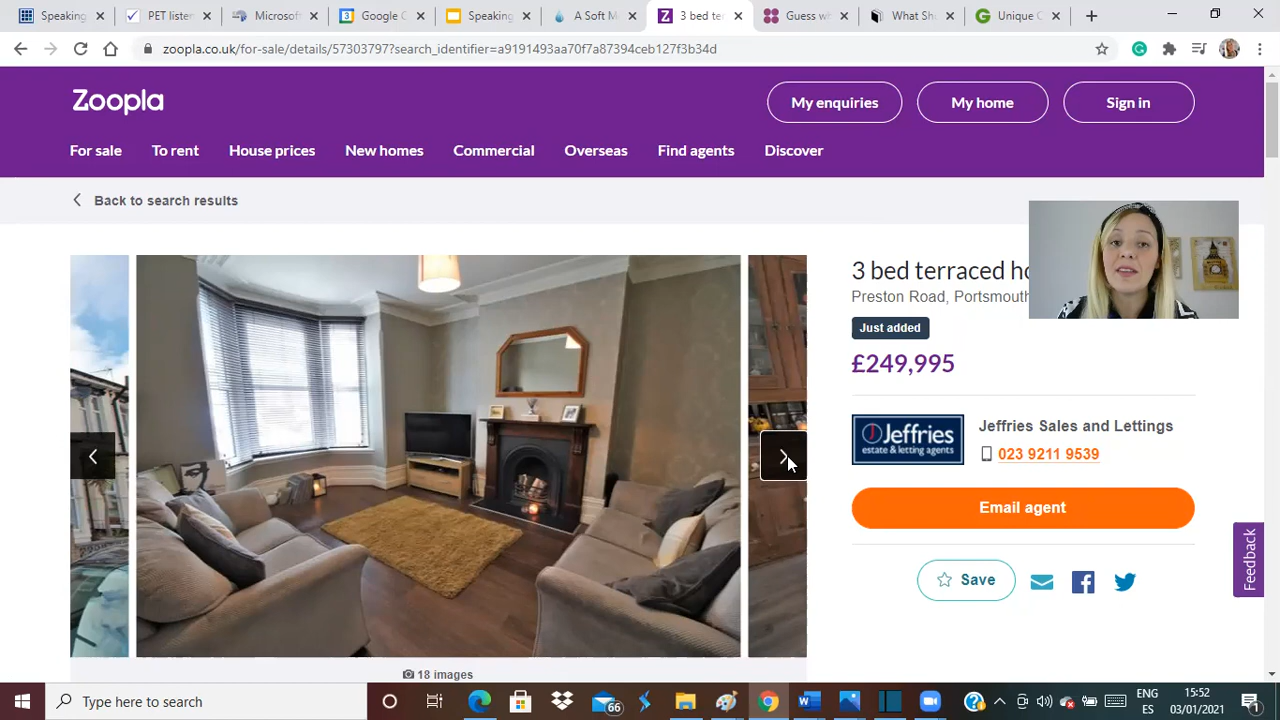 Speaking
PET listen
Microsoft
Google C
Speaking
A Soft M
3 bed ter
Guess w
What Sh
Unique C
zoopla.co.uk/for-sale/details/57303797?search_identifier=a9191493aa70f7a87394ceb127f3b34d
Zoopla
My enquiries
My home
Sign in
For sale
To rent
House prices
New homes
Commercial
Overseas
Find agents
Discover
Back to search results
3 bed terraced ho
Preston Road, Portsmouth
Just added
£249,995
Jeffries
estate & letting agents
Jeffries Sales and Lettings
023 9211 9539
Email agent
Save
Feedback
18 images
Type here to search
66
ENG
ES
15:52
03/01/2021
1